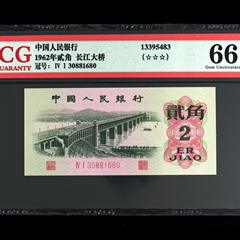 CG
GUARANTY
中国人民银行
1962年贰角 长江大桥
冠号: IV I 30881680
13395483
(☆☆☆)
66
Gem Uncirculated
中国人民银行
贰角
2
ER
JIAO
IV I 30881680